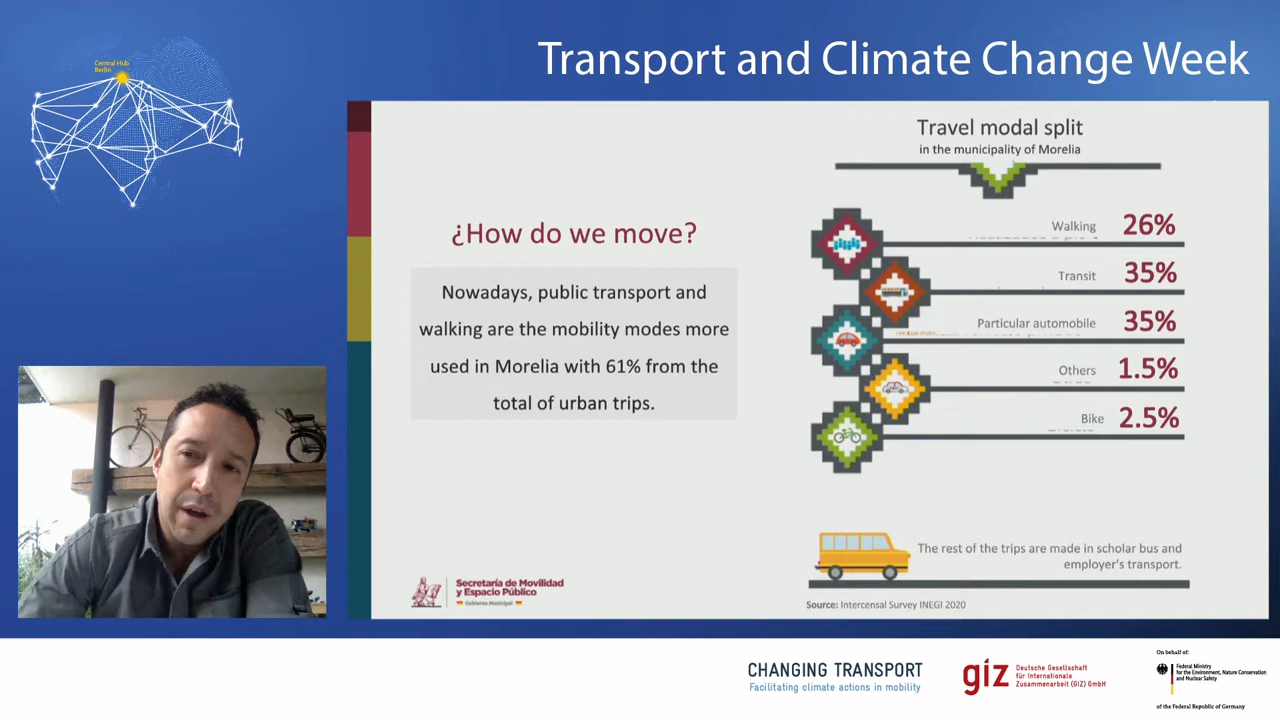 Central Hub
Berlin
Transport and Climate Change Week
¿How do we move?
Nowadays, public transport and
walking are the mobility modes more
used in Morelia with 61% from the
total of urban trips.
Secretaría de Movilidad
y Espacio Público
Gobierno Municipal
Travel modal split
in the municipality of Morelia
Walking 26%
Transit 35%
Particular automobile 35%
Others 1.5%
Bike 2.5%
The rest of the trips are made in scholar bus and
employer's transport.
Source: Intercensal Survey INEGI 2020
CHANGING TRANSPORT
Facilitating climate actions in mobility
giz Deutsche Gesellschaft
für Internationale
Zusammenarbeit (GIZ) GmbH
On behalf of:
Federal Ministry
for the Environment, Nature Conservation
and Nuclear Safety
of the Federal Republic of Germany